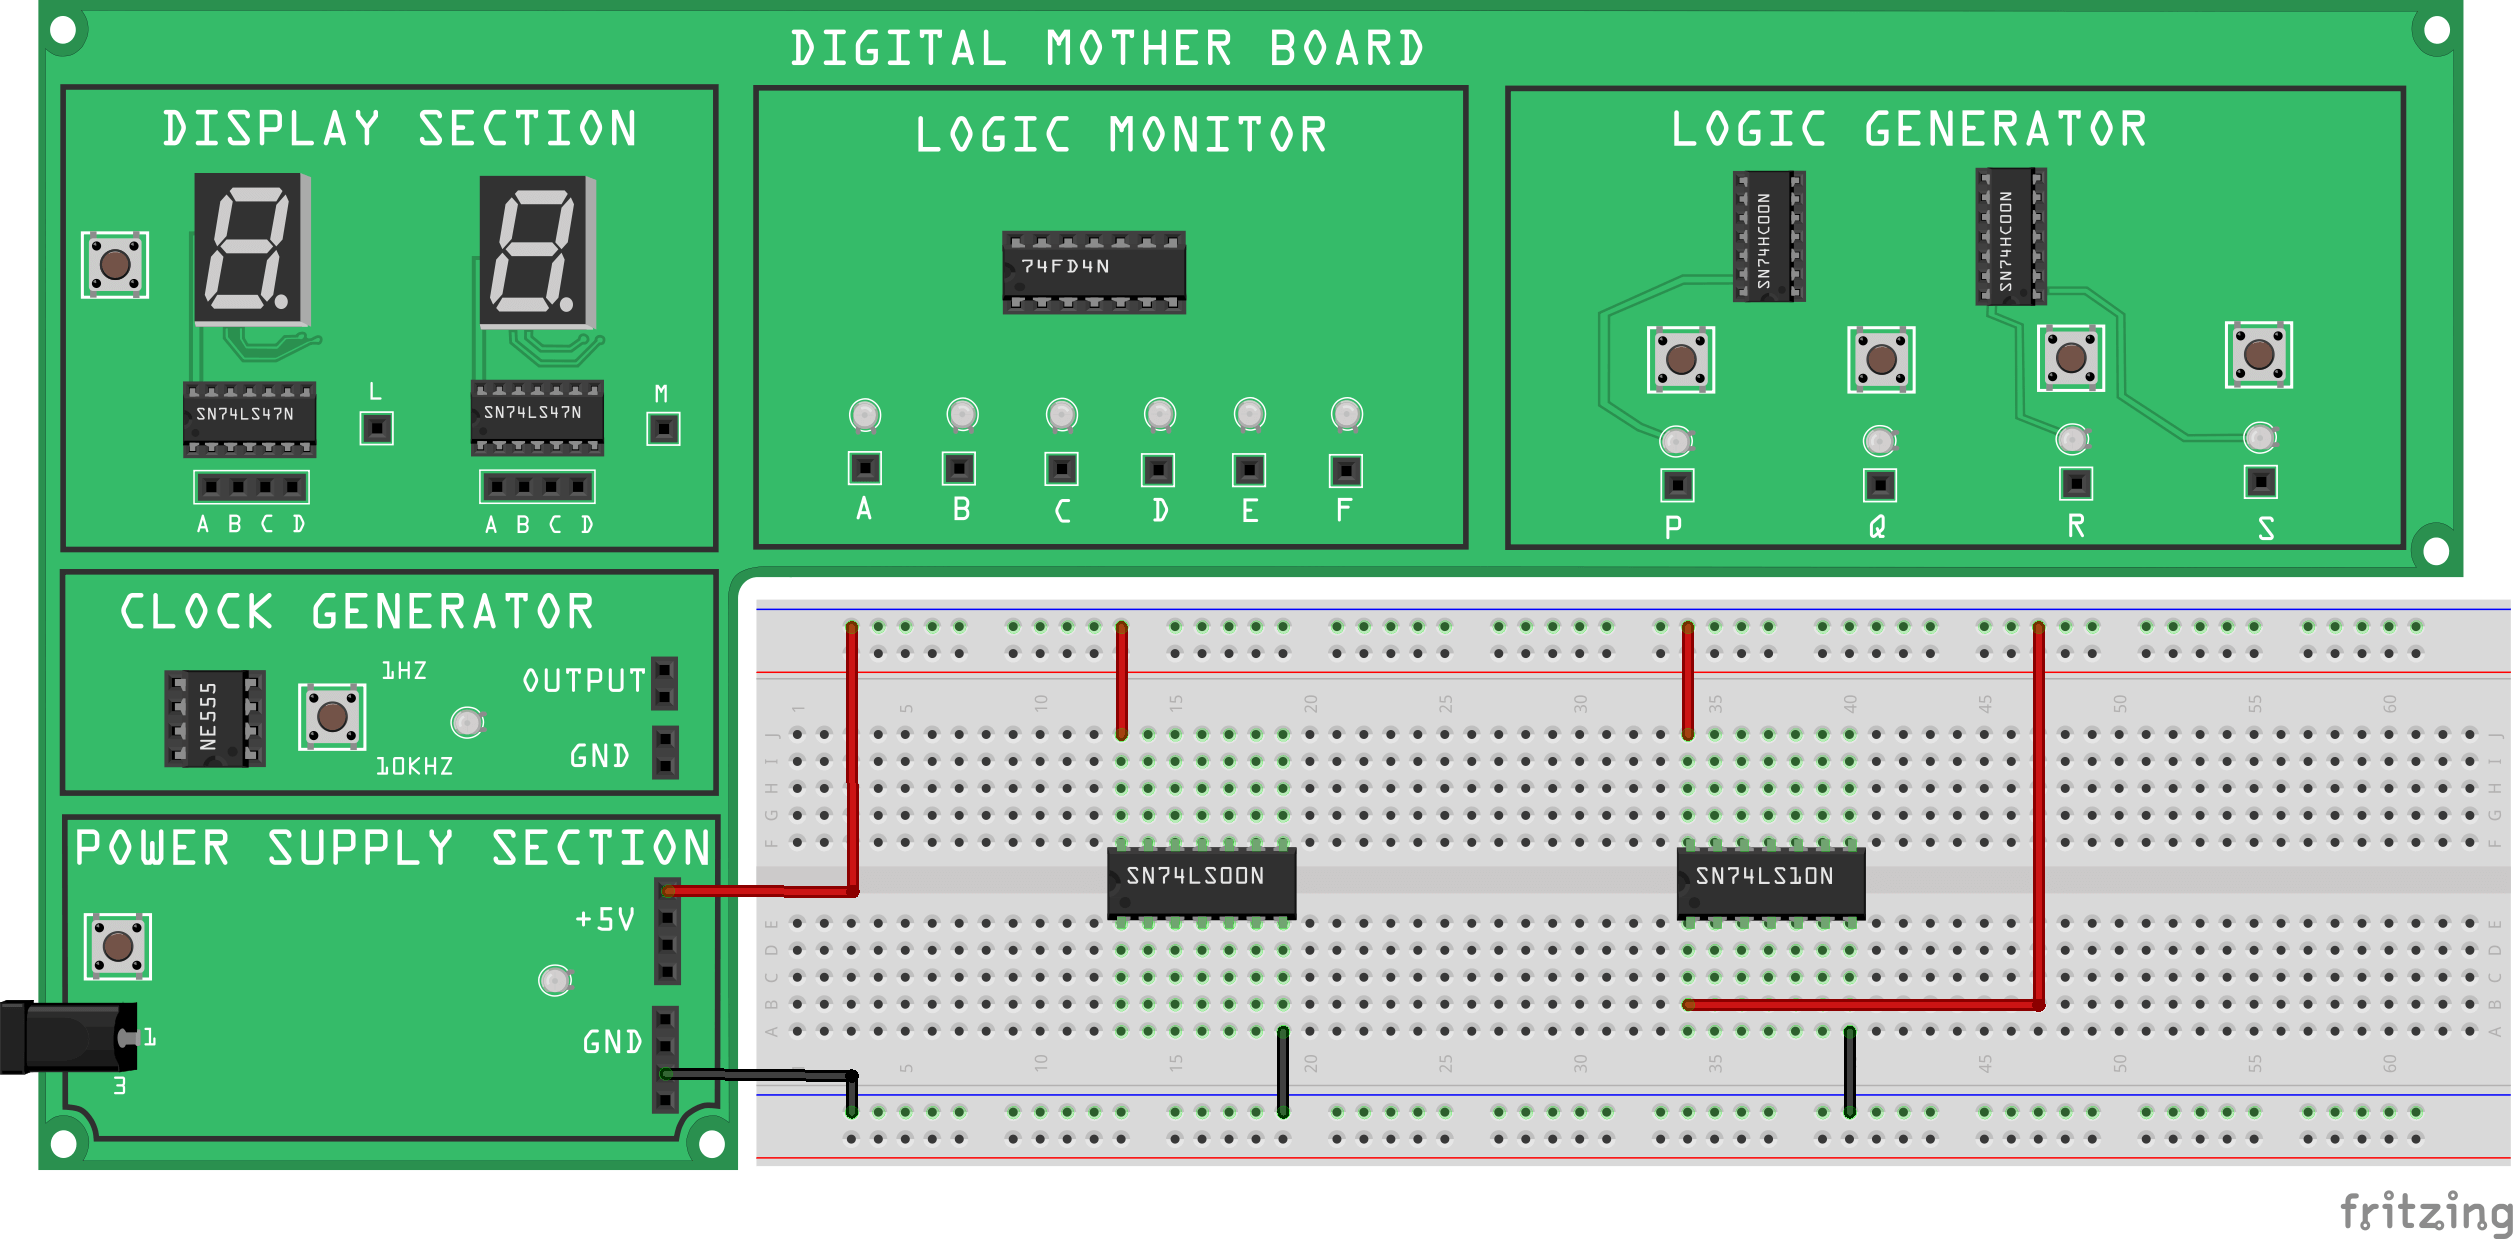 DIGITAL MOTHER BOARD
DISPLAY SECTION
SN74LS47N
L
SN74LS47N
M
A B C D
A B C D
LOGIC MONITOR
74FD4N
A B C D E F
LOGIC GENERATOR
SN74HC00N
SN74HC00N
P Q R S
CLOCK GENERATOR
NE555
1HZ
10KHZ
OUTPUT
GND
POWER SUPPLY SECTION
+5V
GND
1
3
1 5 10 15 20 25 30 35 40 45 50 55 60
J J
I I
H H
G G
F F
SN74LS00N
SN74LS10N
E E
D D
C C
B B
A A
5 10 15 20 25 30 35 40 45 50 55 60
fritzing